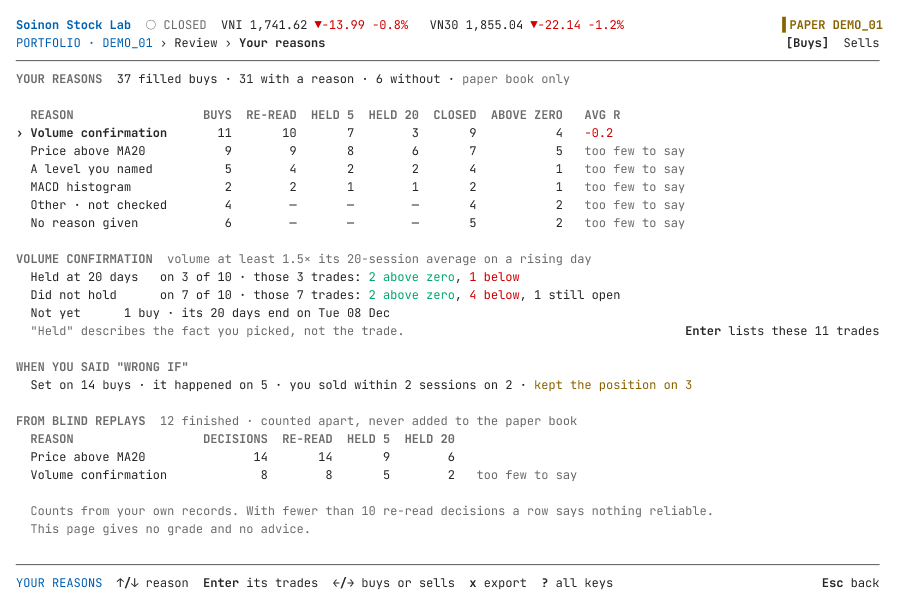 Soinon Stock Lab ○ CLOSED VNI 1,741.62 ▼-13.99 -0.8% VN30 1,855.04 ▼-22.14 -1.2% PAPER DEMO_01
PORTFOLIO · DEMO_01 › Review › Your reasons [Buys] Sells
YOUR REASONS 37 filled buys · 31 with a reason · 6 without · paper book only
REASON BUYS RE-READ HELD 5 HELD 20 CLOSED ABOVE ZERO AVG R
› Volume confirmation 11 10 7 3 9 4 -0.2
Price above MA20 9 9 8 6 7 5 too few to say
A level you named 5 4 2 2 4 1 too few to say
MACD histogram 2 2 1 1 2 1 too few to say
Other · not checked 4 — — — 4 2 too few to say
No reason given 6 — — — 5 2 too few to say
VOLUME CONFIRMATION volume at least 1.5× its 20-session average on a rising day
Held at 20 days on 3 of 10 · those 3 trades: 2 above zero, 1 below
Did not hold on 7 of 10 · those 7 trades: 2 above zero, 4 below, 1 still open
Not yet 1 buy · its 20 days end on Tue 08 Dec
"Held" describes the fact you picked, not the trade. Enter lists these 11 trades
WHEN YOU SAID "WRONG IF"
Set on 14 buys · it happened on 5 · you sold within 2 sessions on 2 · kept the position on 3
FROM BLIND REPLAYS 12 finished · counted apart, never added to the paper book
REASON DECISIONS RE-READ HELD 5 HELD 20
Price above MA20 14 14 9 6
Volume confirmation 8 8 5 2 too few to say
Counts from your own records. With fewer than 10 re-read decisions a row says nothing reliable.
This page gives no grade and no advice.
YOUR REASONS ↑/↓ reason Enter its trades ←/→ buys or sells x export ? all keys Esc back